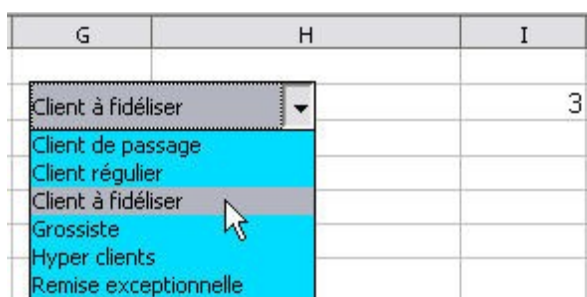 G H I
Client à fidéliser 3
Client de passage
Client régulier
Client à fidéliser
Grossiste
Hyper clients
Remise exceptionnelle